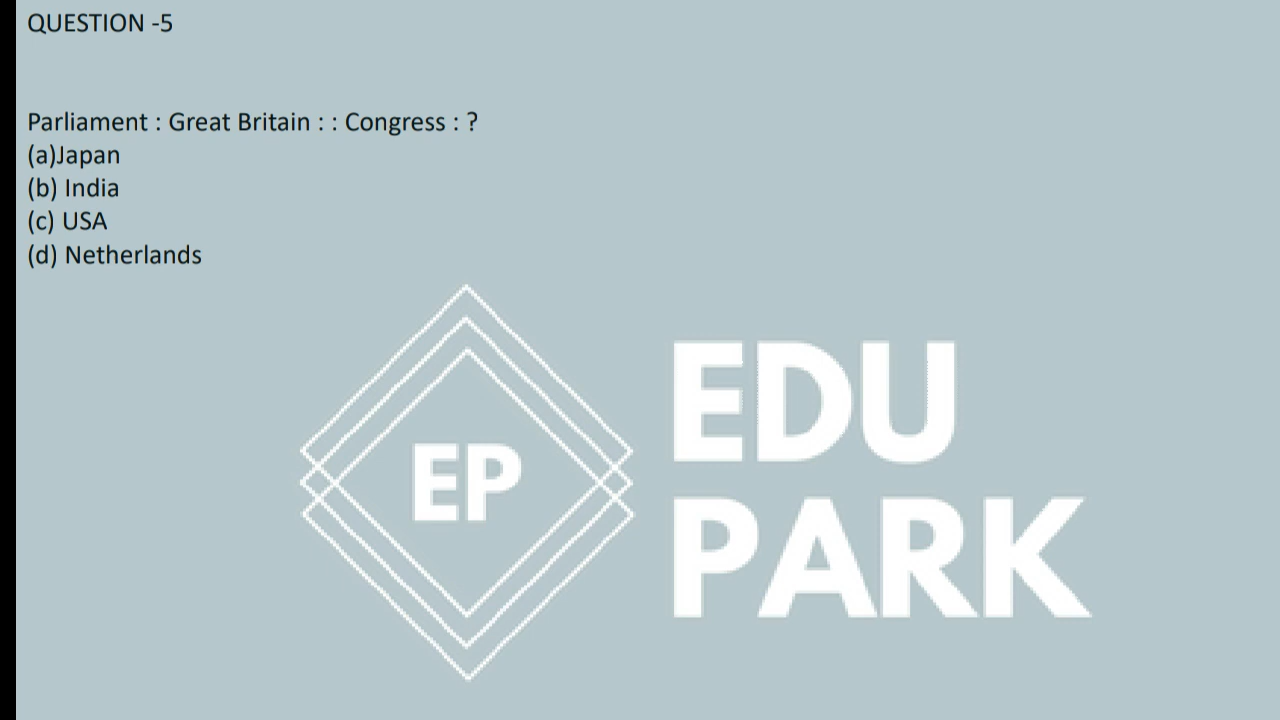 QUESTION -5
Parliament : Great Britain : : Congress : ?
(a)Japan
(b) India
(c) USA
(d) Netherlands
EP
EDU
PARK